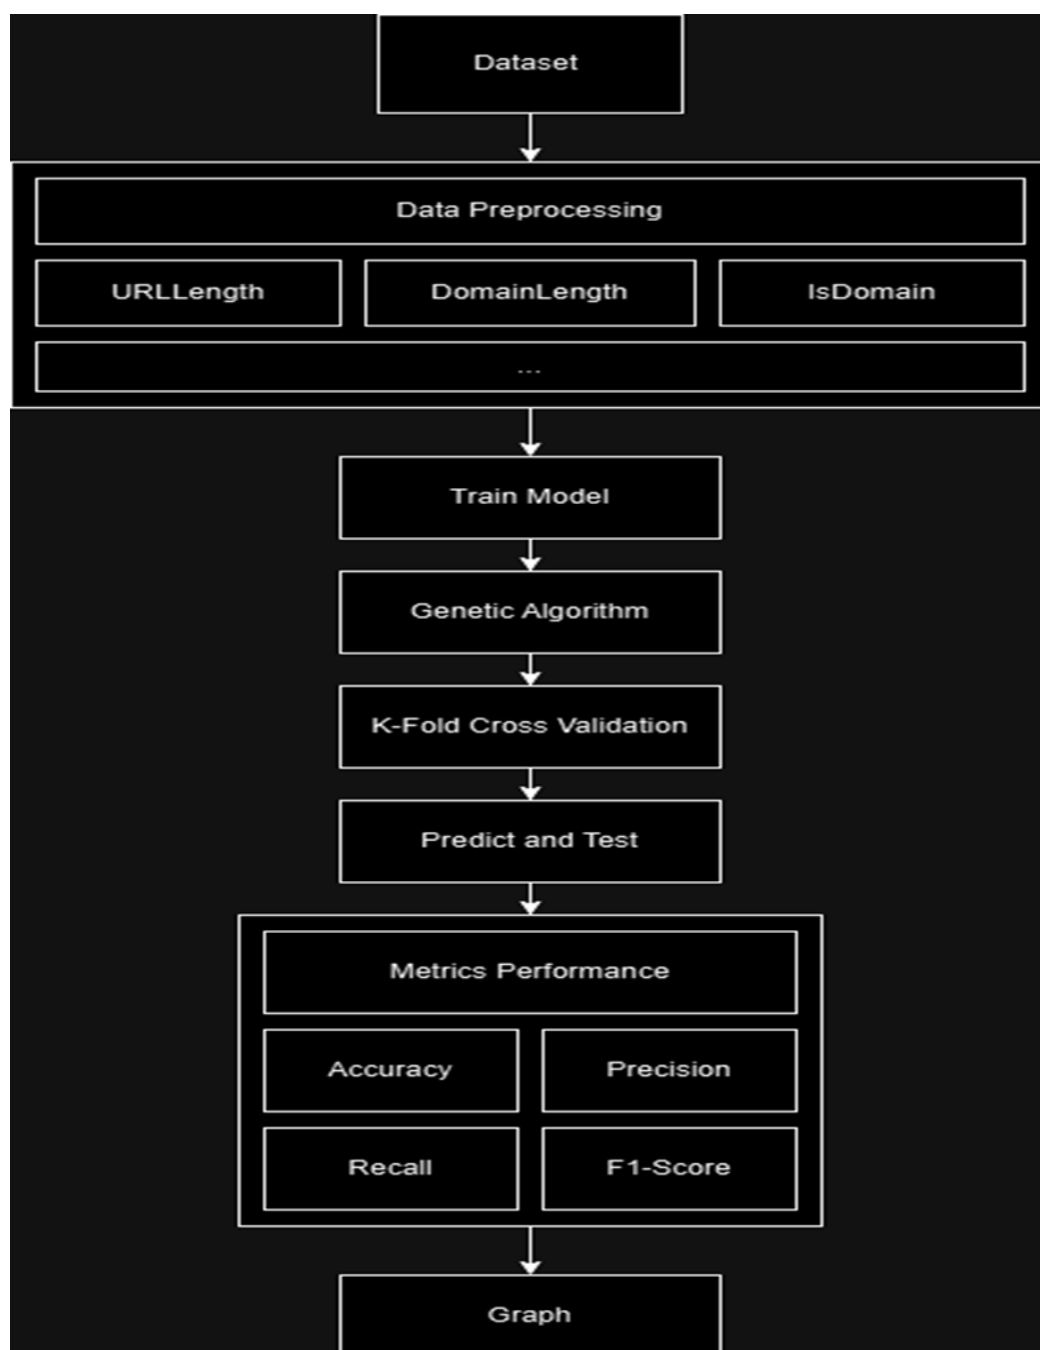 Dataset
Data Preprocessing
URLLength
DomainLength
IsDomain
...
Train Model
Genetic Algorithm
K-Fold Cross Validation
Predict and Test
Metrics Performance
Accuracy
Precision
Recall
F1-Score
Graph